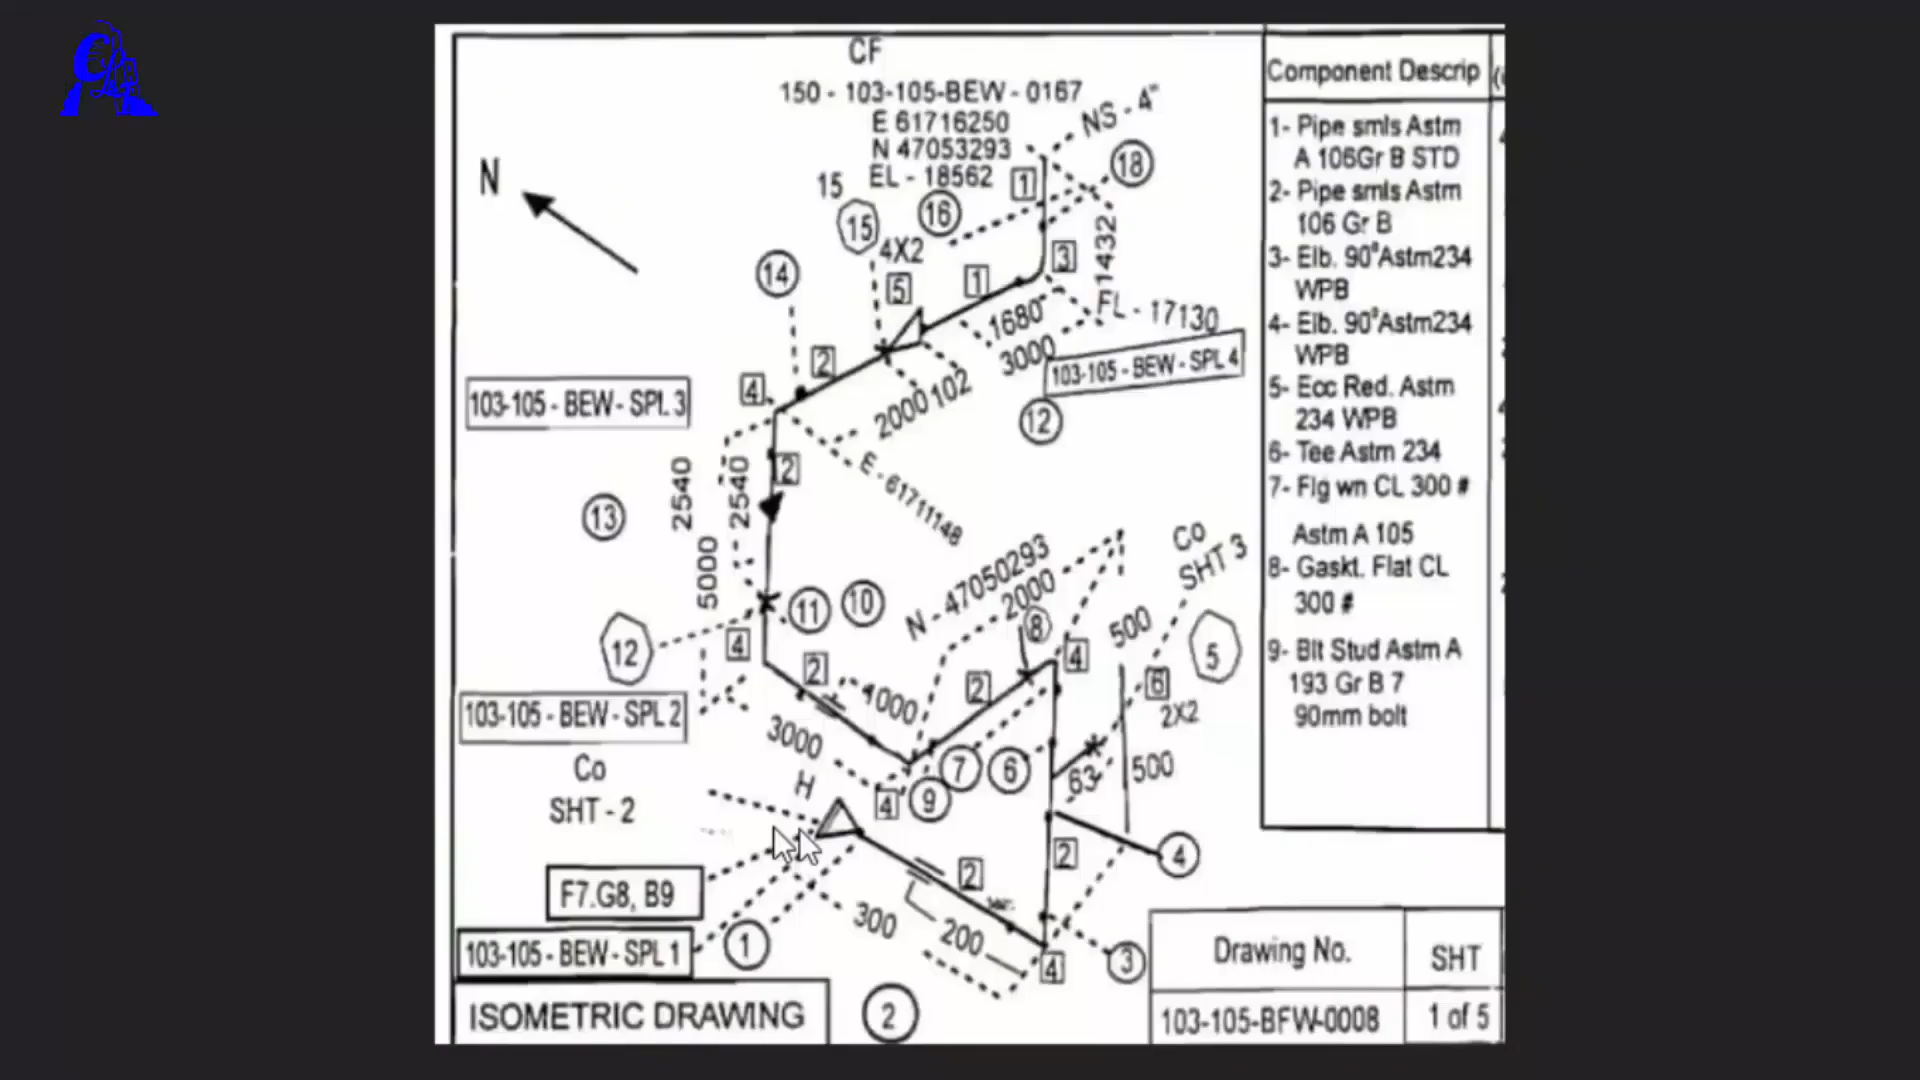 CF
150 - 103-105-BEW - 0167
E 61716250
N 47053293
EL - 18562
NS - 4"
N
15
15
16
18
1
4X2
14
5
1
3
1432
1680
FL - 17130
3000
103-105 - BEW - SPL 4
2
4
102
2000
12
103-105 - BEW - SPL 3
2
2540
2540
E - 61711148
13
5000
N - 47050293
2000
Co
SHT 3
11
10
8
500
12
4
2
1000
2
4
5
6
2X2
103-105 - BEW - SPL 2
3000
7
6
63
500
Co
SHT - 2
H
4
9
2
4
F7.G8, B9
2
300
200
103-105 - BEW - SPL 1
1
4
3
ISOMETRIC DRAWING
2
Component Descrip
1- Pipe smls Astm
A 106Gr B STD
2- Pipe smls Astm
106 Gr B
3- Elb. 90°Astm234
WPB
4- Elb. 90°Astm234
WPB
5- Ecc Red. Astm
234 WPB
6- Tee Astm 234
7- Flg wn CL 300 #
Astm A 105
8- Gaskt. Flat CL
300 #
9- Blt Stud Astm A
193 Gr B 7
90mm bolt
Drawing No.
SHT
103-105-BFW-0008
1 of 5